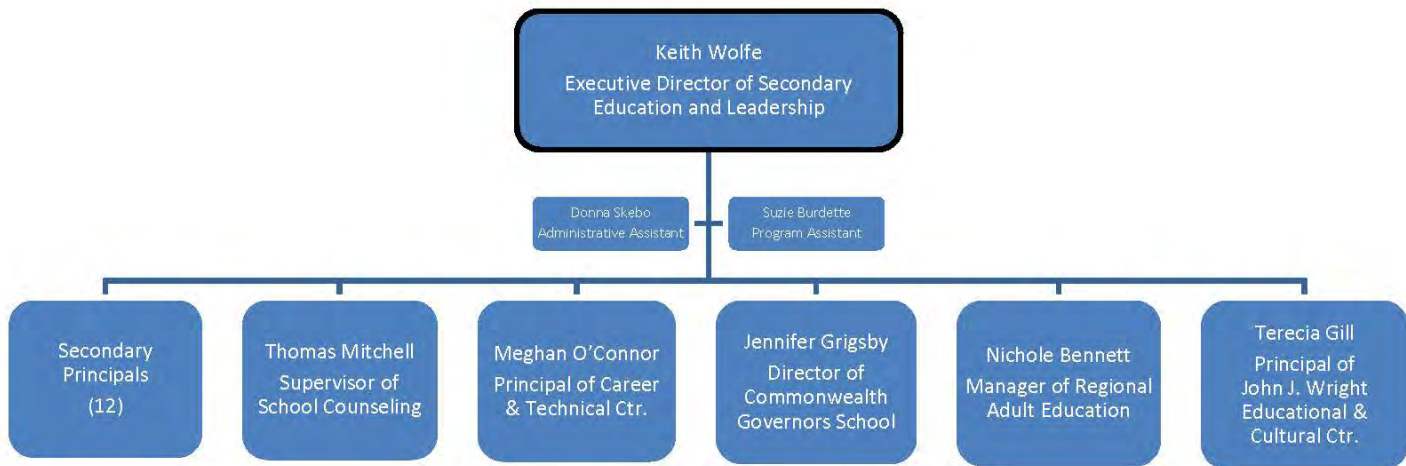 Keith Wolfe
Executive Director of Secondary
Education and Leadership
Donna Skebo
Administrative Assistant
Suzie Burdette
Program Assistant
Secondary
Principals
(12)
Thomas Mitchell
Supervisor of
School Counseling
Meghan O’Connor
Principal of Career
& Technical Ctr.
Jennifer Grigsby
Director of
Commonwealth
Governors School
Nichole Bennett
Manager of Regional
Adult Education
Terecia Gill
Principal of
John J. Wright
Educational &
Cultural Ctr.